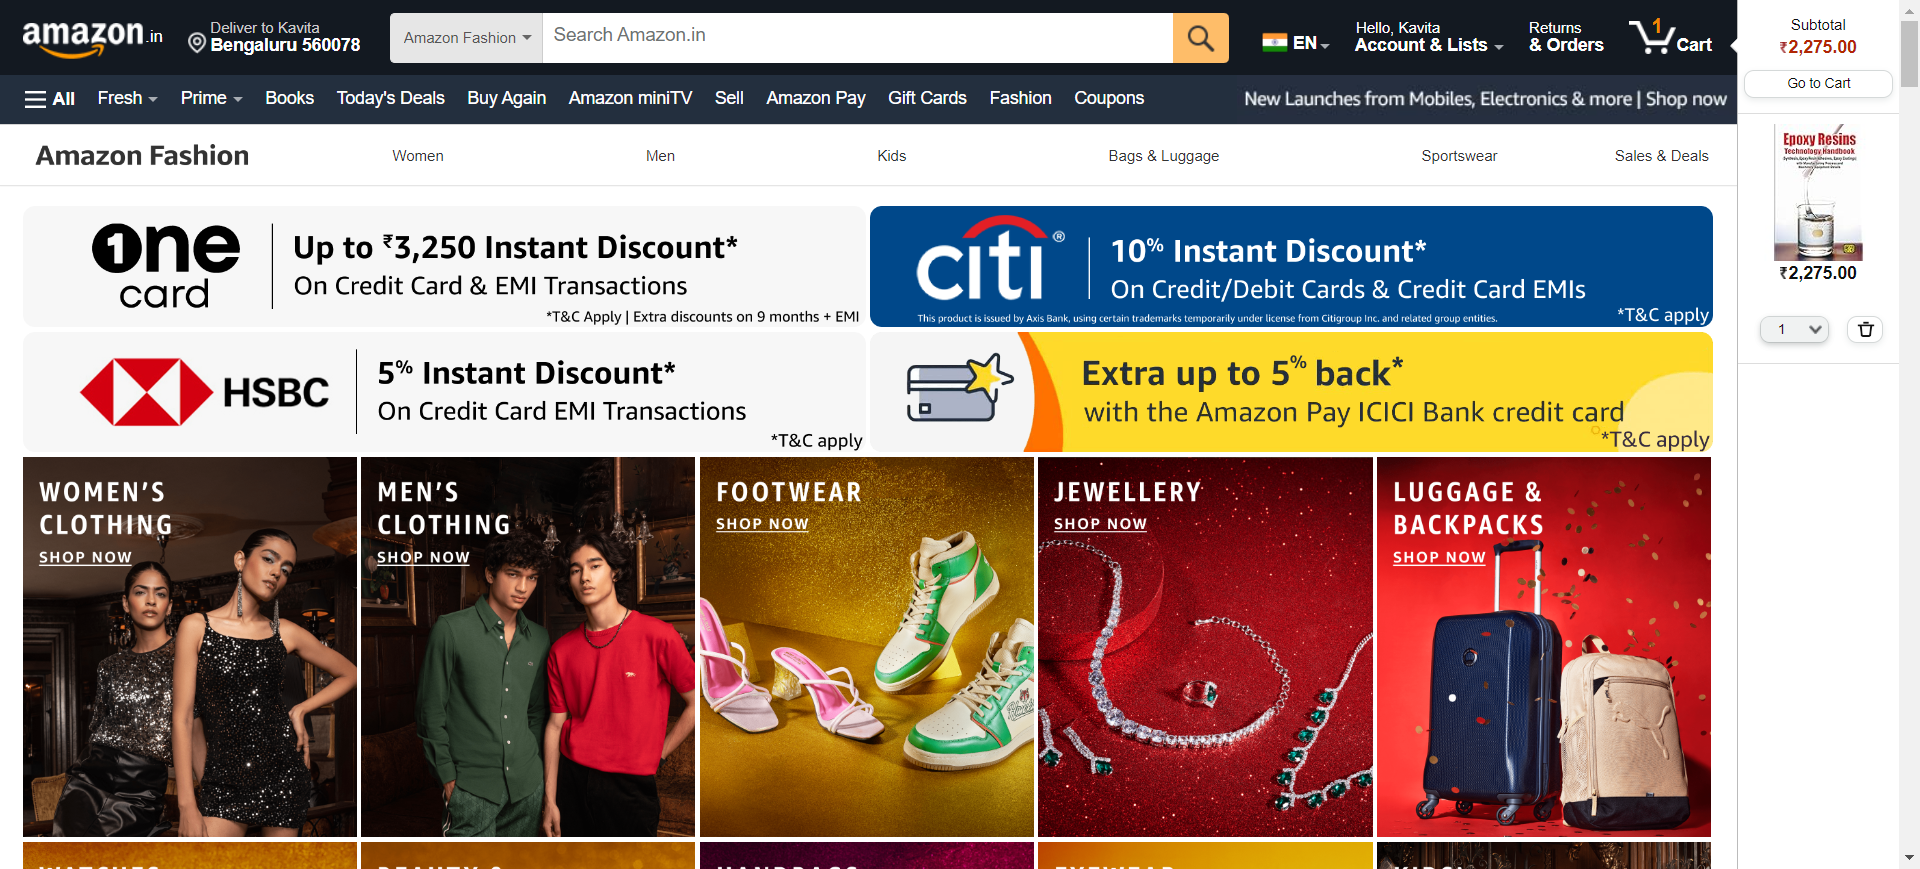 amazon.in
Deliver to Kavita
Bengaluru 560078
Amazon Fashion
Search Amazon.in
EN
Hello, Kavita
Account & Lists
Returns
& Orders
1
Cart
Subtotal
₹2,275.00
Go to Cart
All
Fresh
Prime
Books
Today's Deals
Buy Again
Amazon miniTV
Sell
Amazon Pay
Gift Cards
Fashion
Coupons
New Launches from Mobiles, Electronics & more | Shop now
Amazon Fashion
Women
Men
Kids
Bags & Luggage
Sportswear
Sales & Deals
Epoxy Resins
Technology Handbook
₹2,275.00
1
1ne
card
Up to ₹3,250 Instant Discount*
On Credit Card & EMI Transactions
*T&C Apply | Extra discounts on 9 months + EMI
citi®
10% Instant Discount*
On Credit/Debit Cards & Credit Card EMIs
This product is issued by Axis Bank, using certain trademarks temporarily under license from Citigroup Inc. and related group entities.
*T&C apply
HSBC
5% Instant Discount*
On Credit Card EMI Transactions
*T&C apply
Extra up to 5% back*
with the Amazon Pay ICICI Bank credit card
*T&C apply
WOMEN'S
CLOTHING
SHOP NOW
MEN'S
CLOTHING
SHOP NOW
FOOTWEAR
SHOP NOW
JEWELLERY
SHOP NOW
LUGGAGE &
BACKPACKS
SHOP NOW
WATCHES
BEAUTY &
HANDBAGS
EYEWEAR
KIDS'